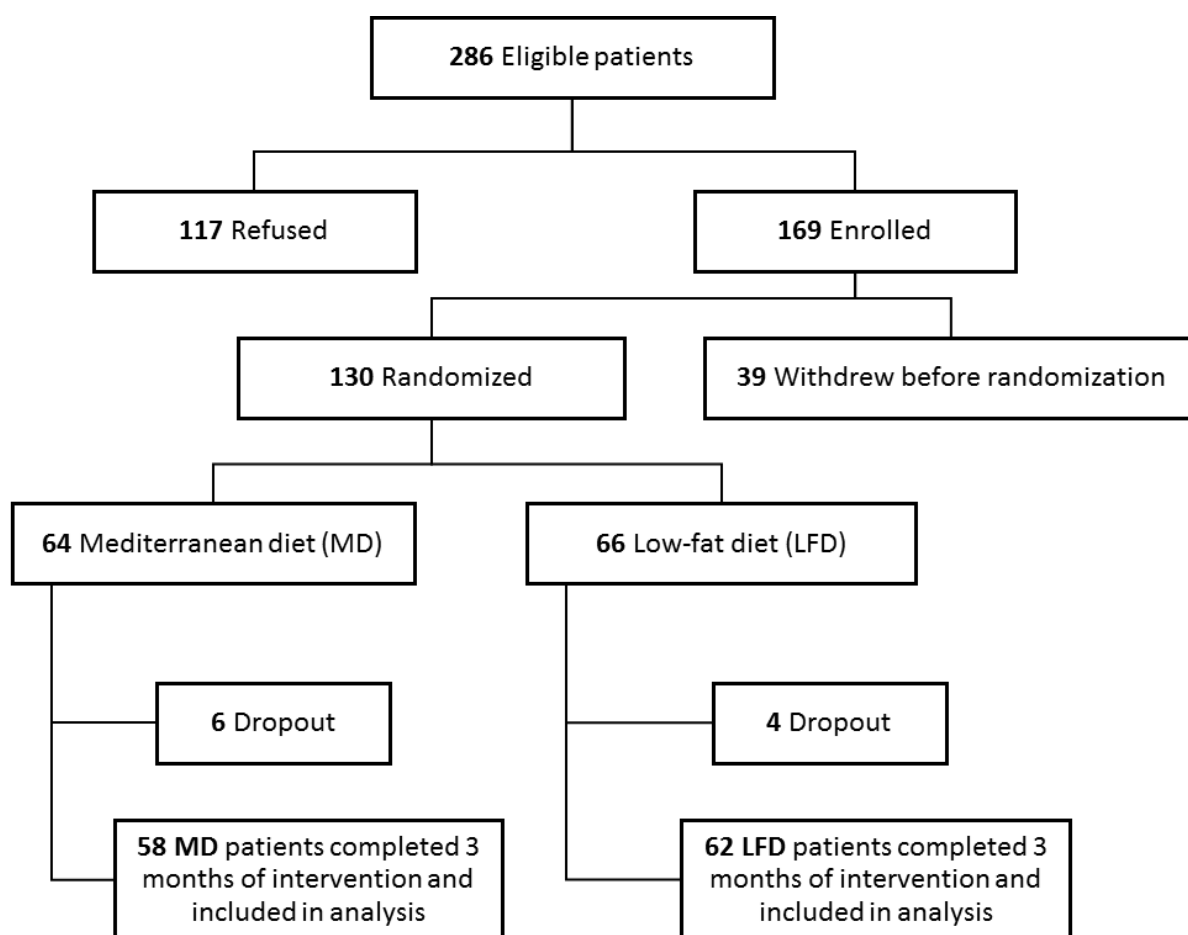 286 Eligible patients
117 Refused
169 Enrolled
130 Randomized
39 Withdrew before randomization
64 Mediterranean diet (MD)
66 Low-fat diet (LFD)
6 Dropout
4 Dropout
58 MD patients completed 3
months of intervention and
included in analysis
62 LFD patients completed 3
months of intervention and
included in analysis